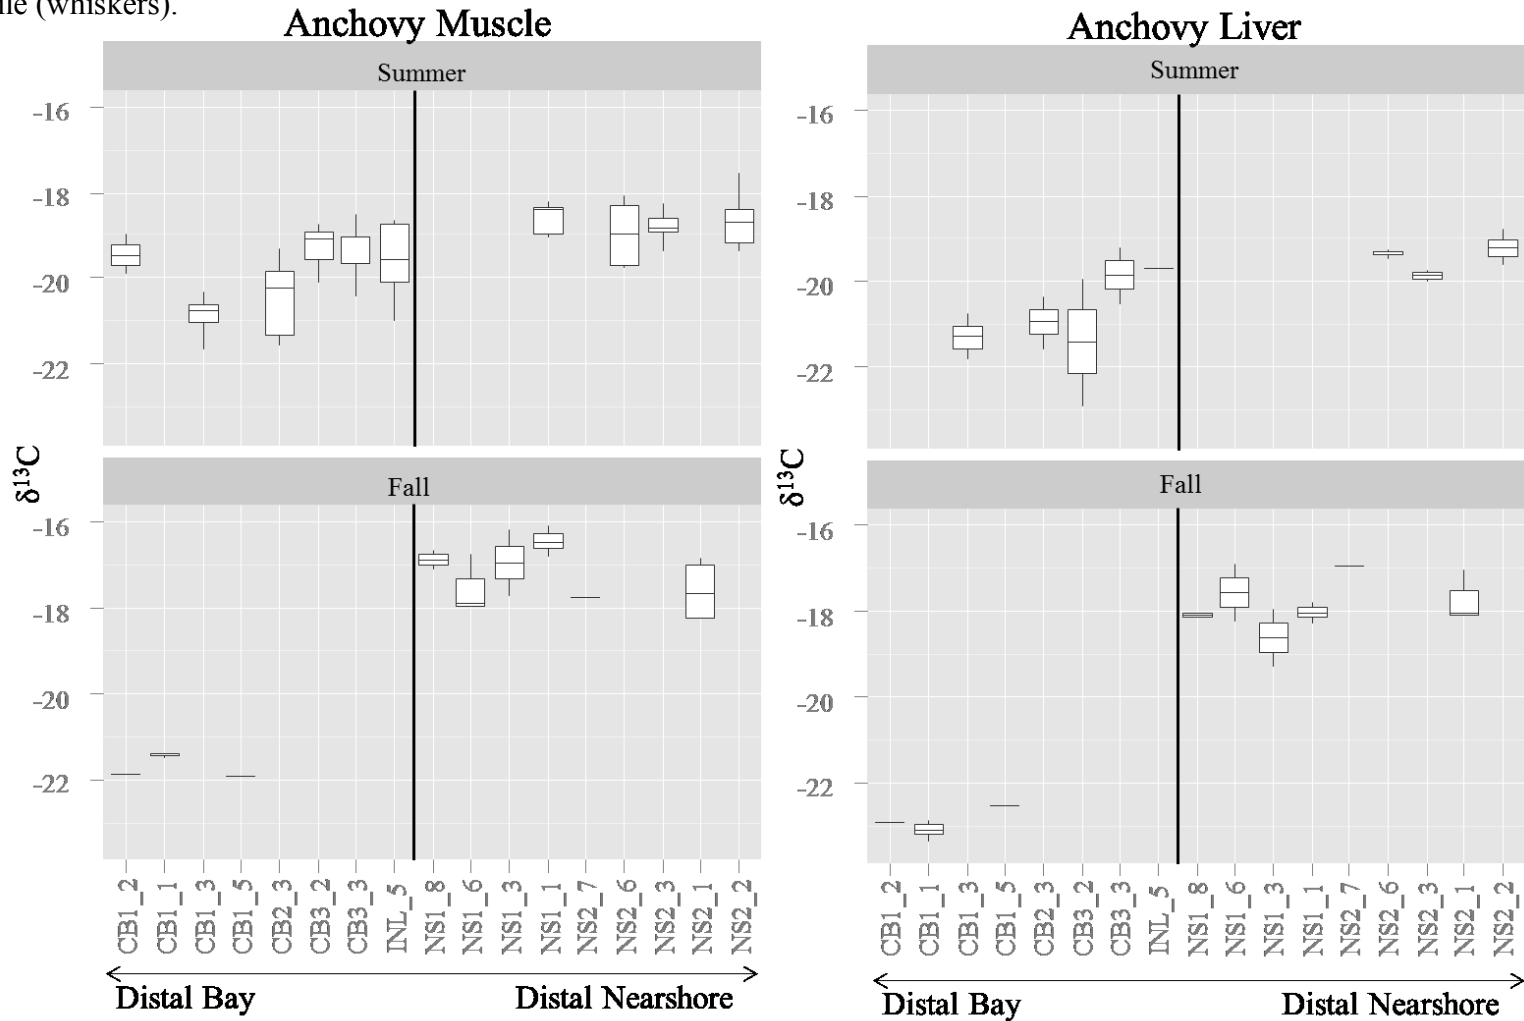 le (whiskers).
Anchovy Muscle
Summer
-16
-18
-20
-22
δ¹³C
Fall
-16
-18
-20
-22
CB1_2
CB1_1
CB1_3
CB1_5
CB2_3
CB3_2
CB3_3
INL_5
NS1_8
NS1_6
NS1_3
NS1_1
NS2_7
NS2_6
NS2_3
NS2_1
NS2_2
Distal Bay
Distal Nearshore
Anchovy Liver
Summer
-16
-18
-20
-22
δ¹³C
Fall
-16
-18
-20
-22
CB1_2
CB1_1
CB1_3
CB1_5
CB2_3
CB3_2
CB3_3
INL_5
NS1_8
NS1_6
NS1_3
NS1_1
NS2_7
NS2_6
NS2_3
NS2_1
NS2_2
Distal Bay
Distal Nearshore